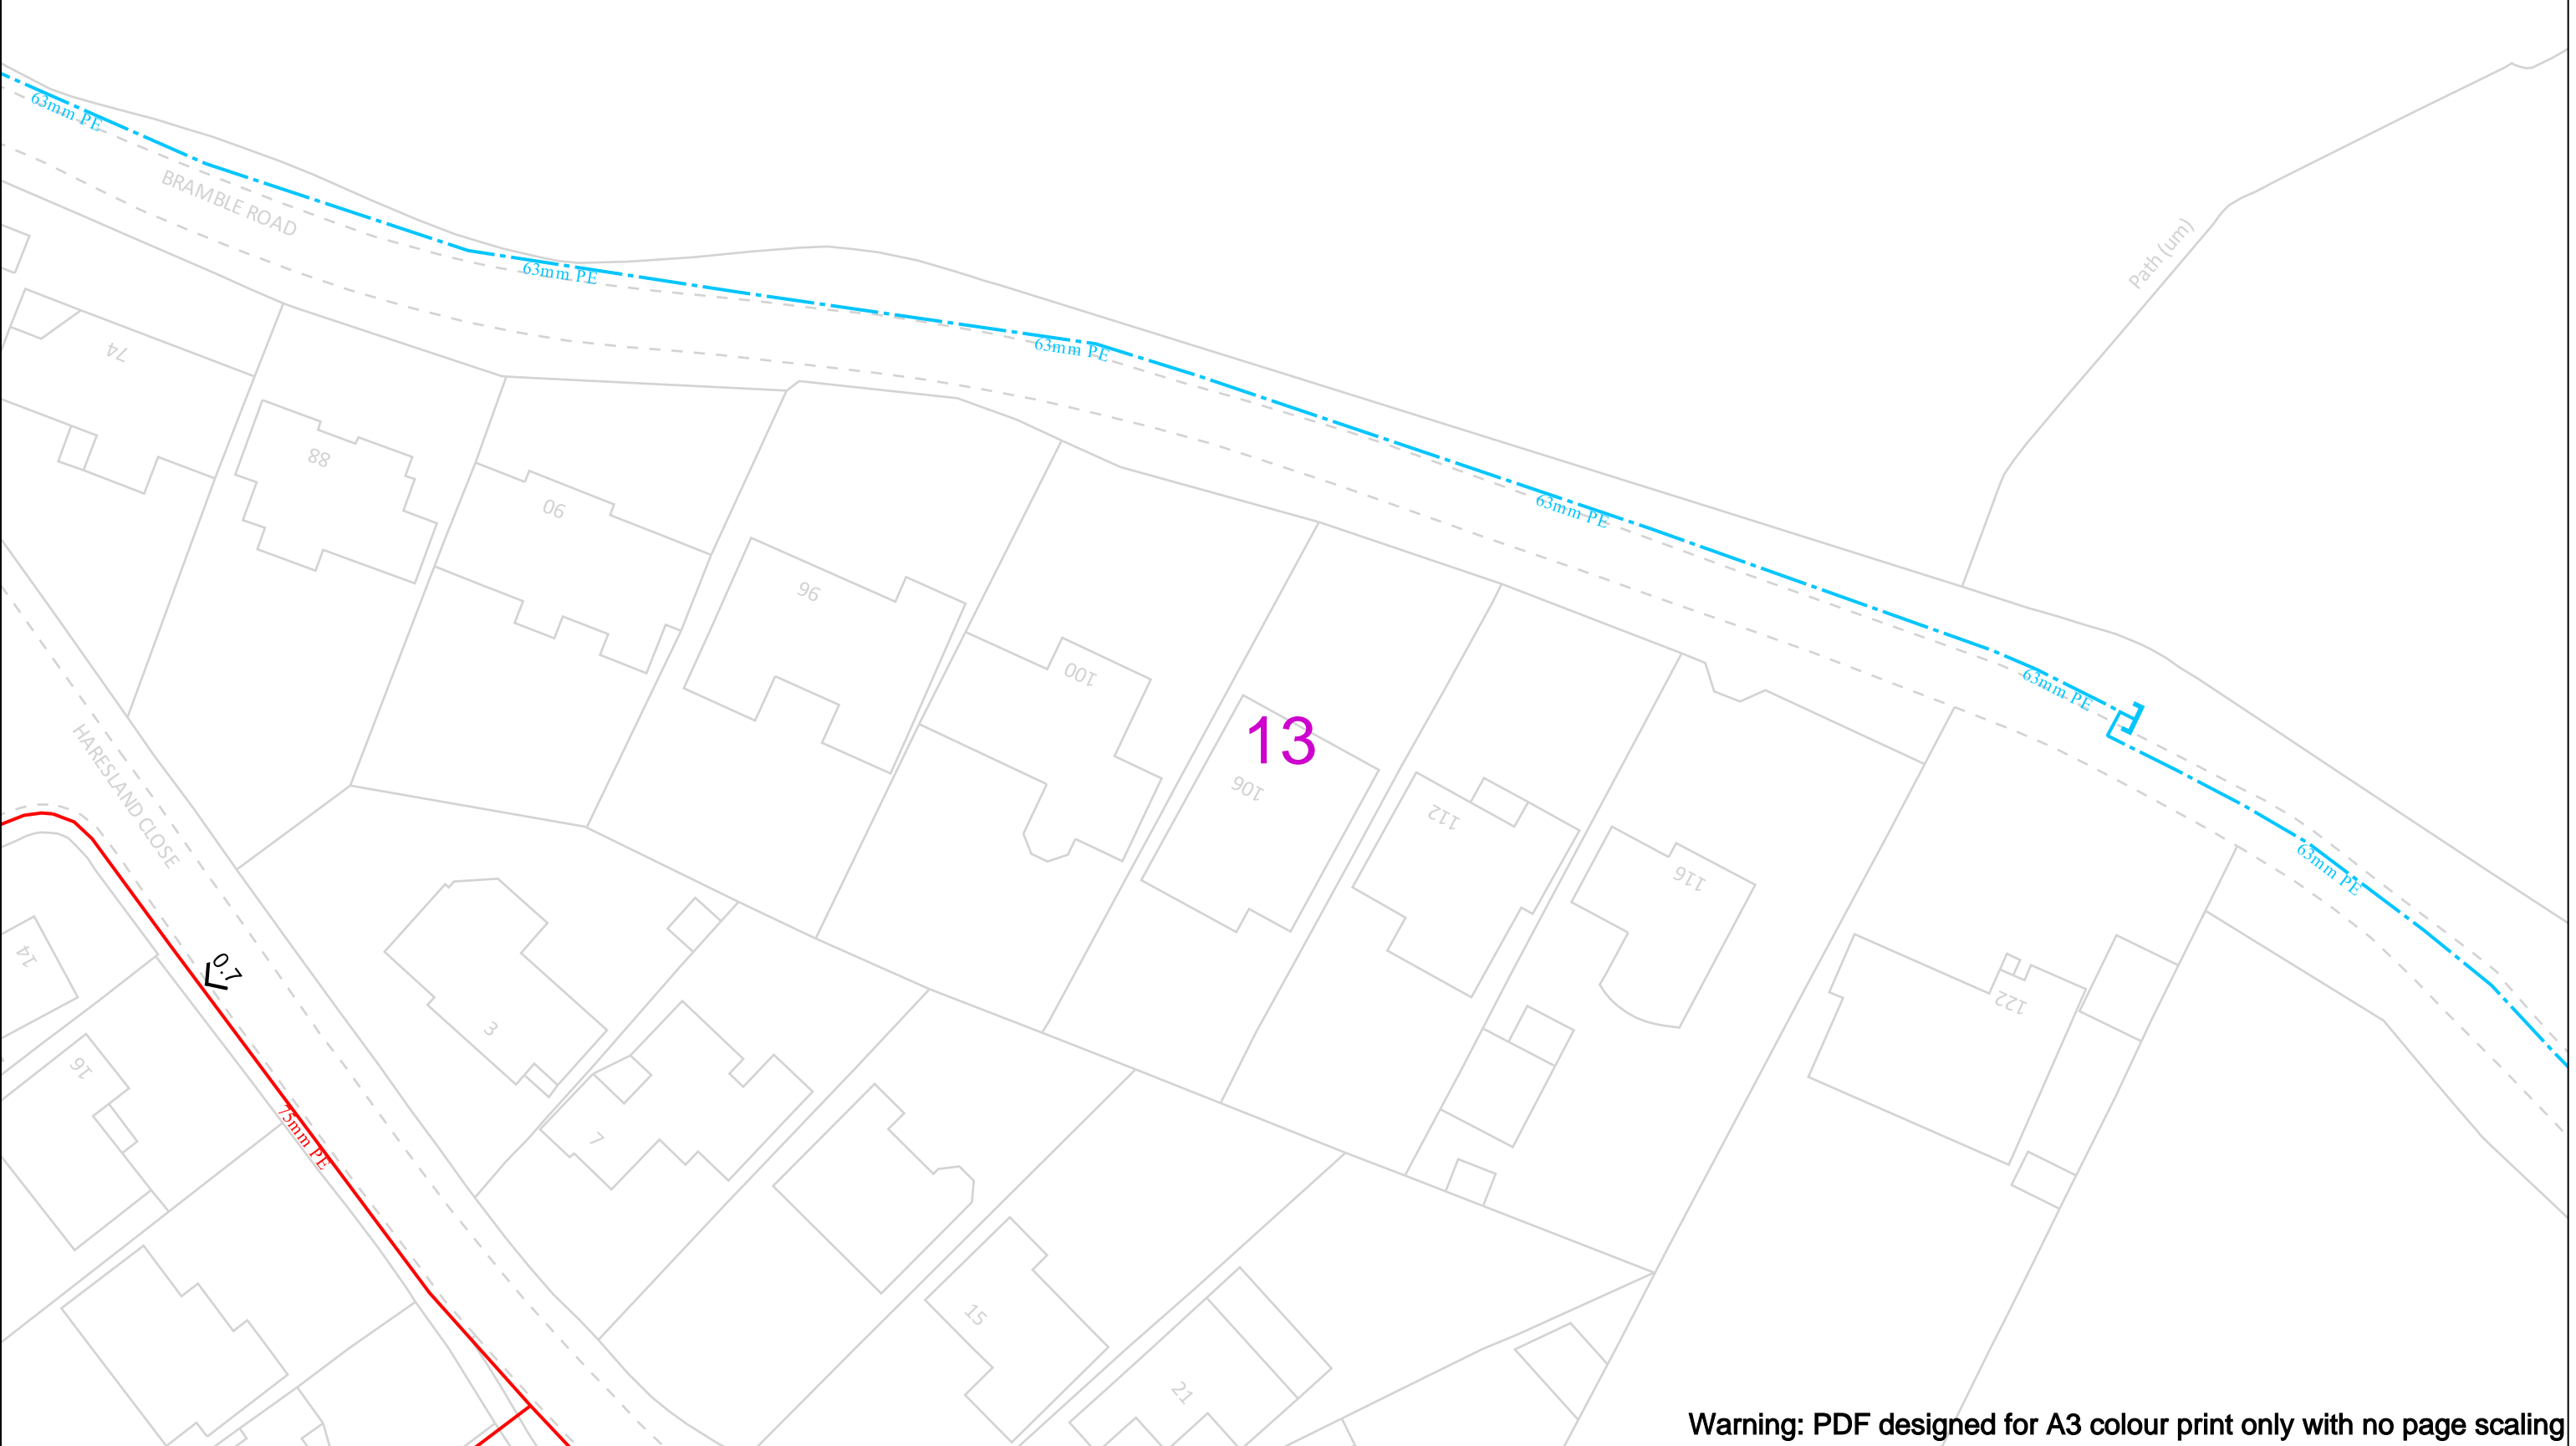 63mm PE
BRAMBLE ROAD
Path (um)
63mm PE
63mm PE
74
88
90
63mm PE
96
100
63mm PE
13
106
112
116
HARESLAND CLOSE
63mm PE
14
0.7
3
122
16
75mm PE
7
15
21
Warning: PDF designed for A3 colour print only with no page scaling